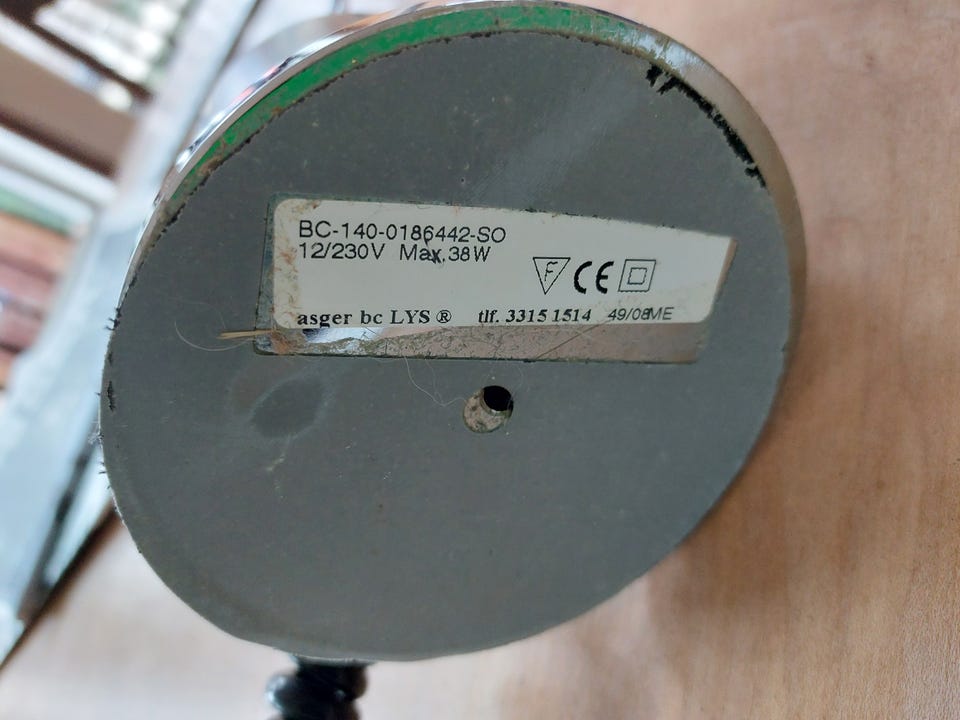 BC-140-0186442-SO
12/230V Max. 38W
F CE
asger bc LYS ® tlf. 3315 1514 49/08ME